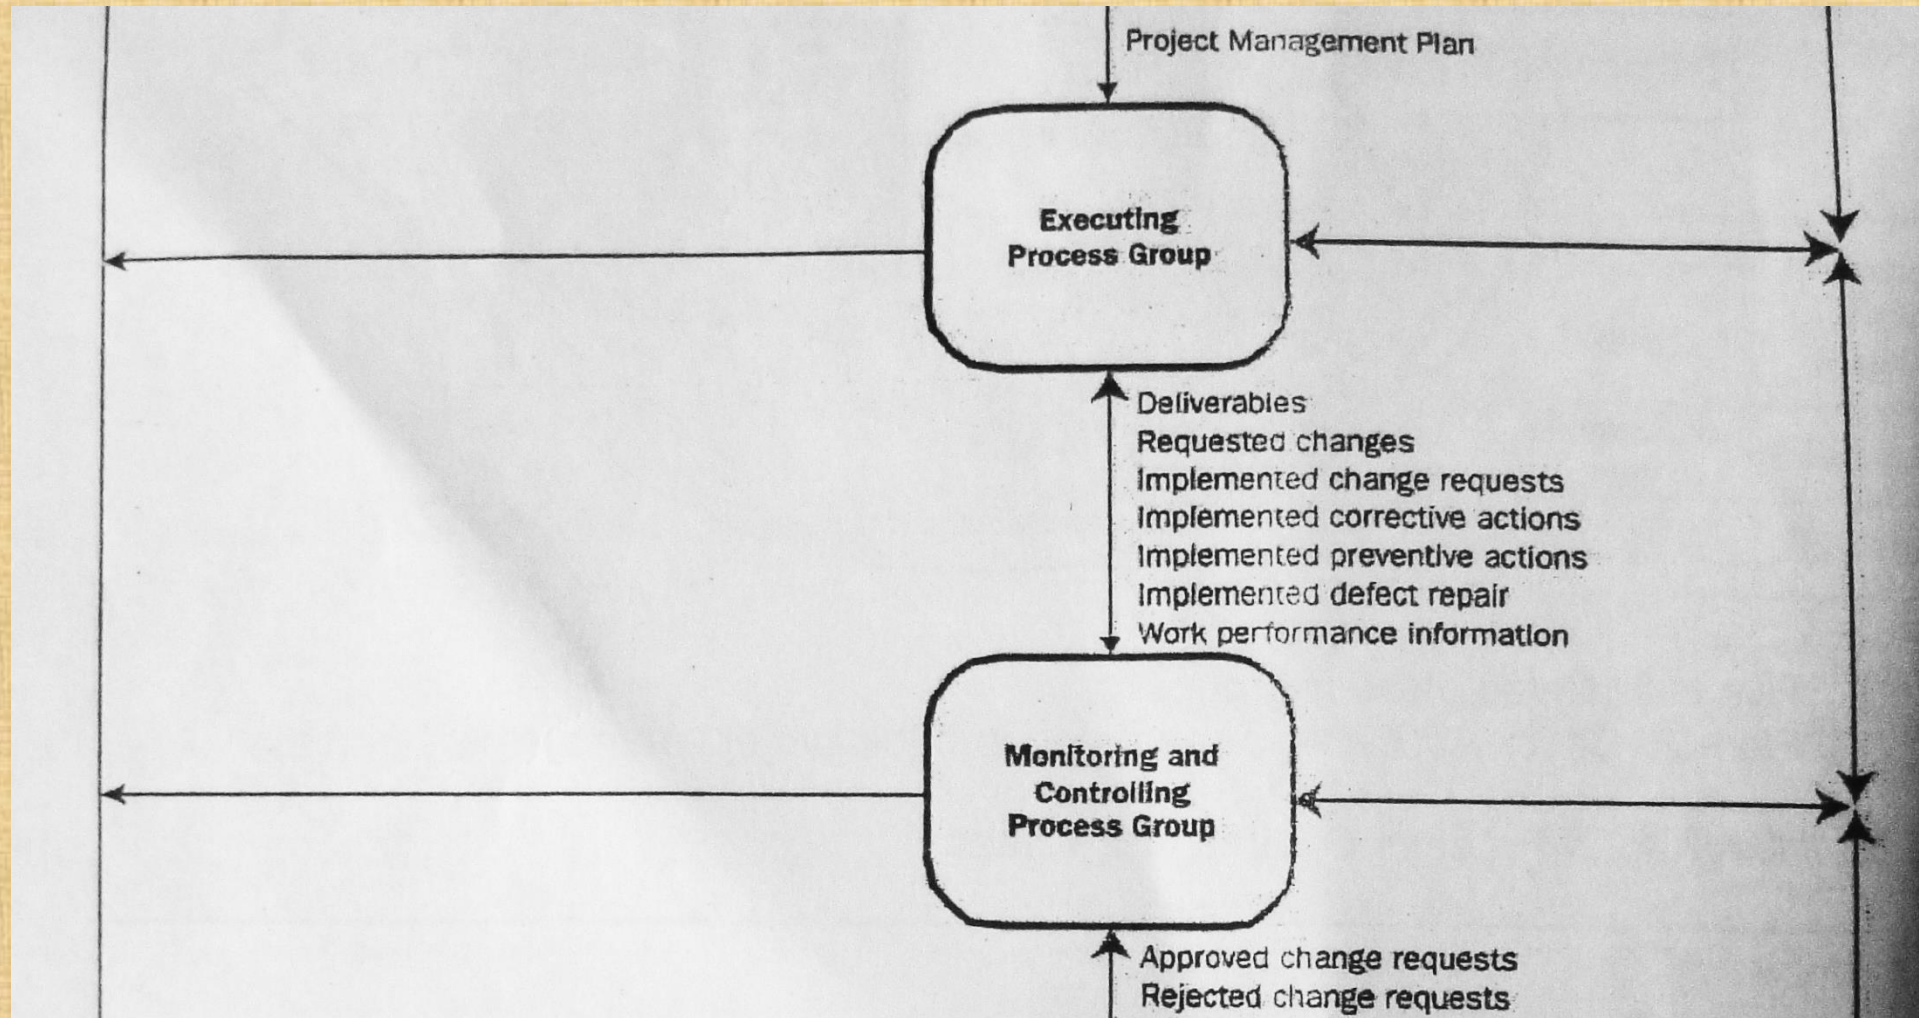 Project Management Plan
Executing
Process Group
Deliverables
Requested changes
Implemented change requests
Implemented corrective actions
Implemented preventive actions
Implemented defect repair
Work performance information
Monitoring and
Controlling
Process Group
Approved change requests
Rejected change requests